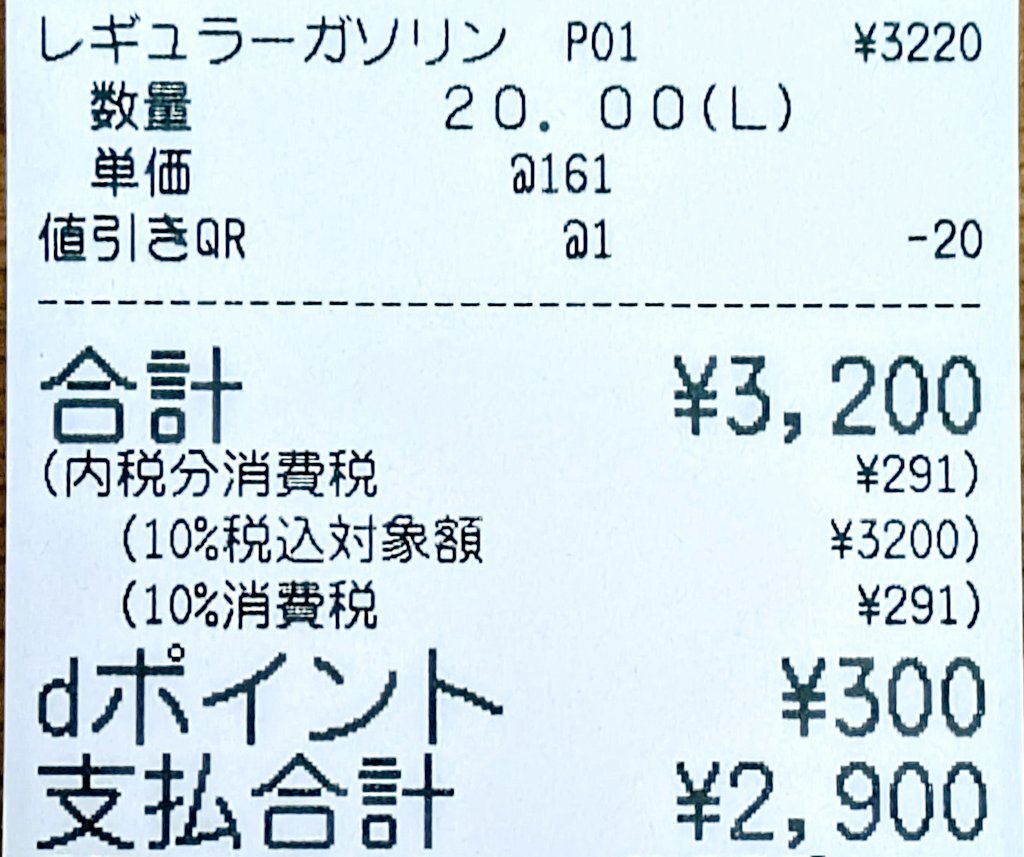 レギュラーガソリン P01 ¥3220
数量 20.00(L)
単価 @161
値引きQR @1 -20
合計 ¥3,200
(内税分消費税 ¥291)
(10%税込対象額 ¥3200)
(10%消費税 ¥291)
dポイント ¥300
支払合計 ¥2,900